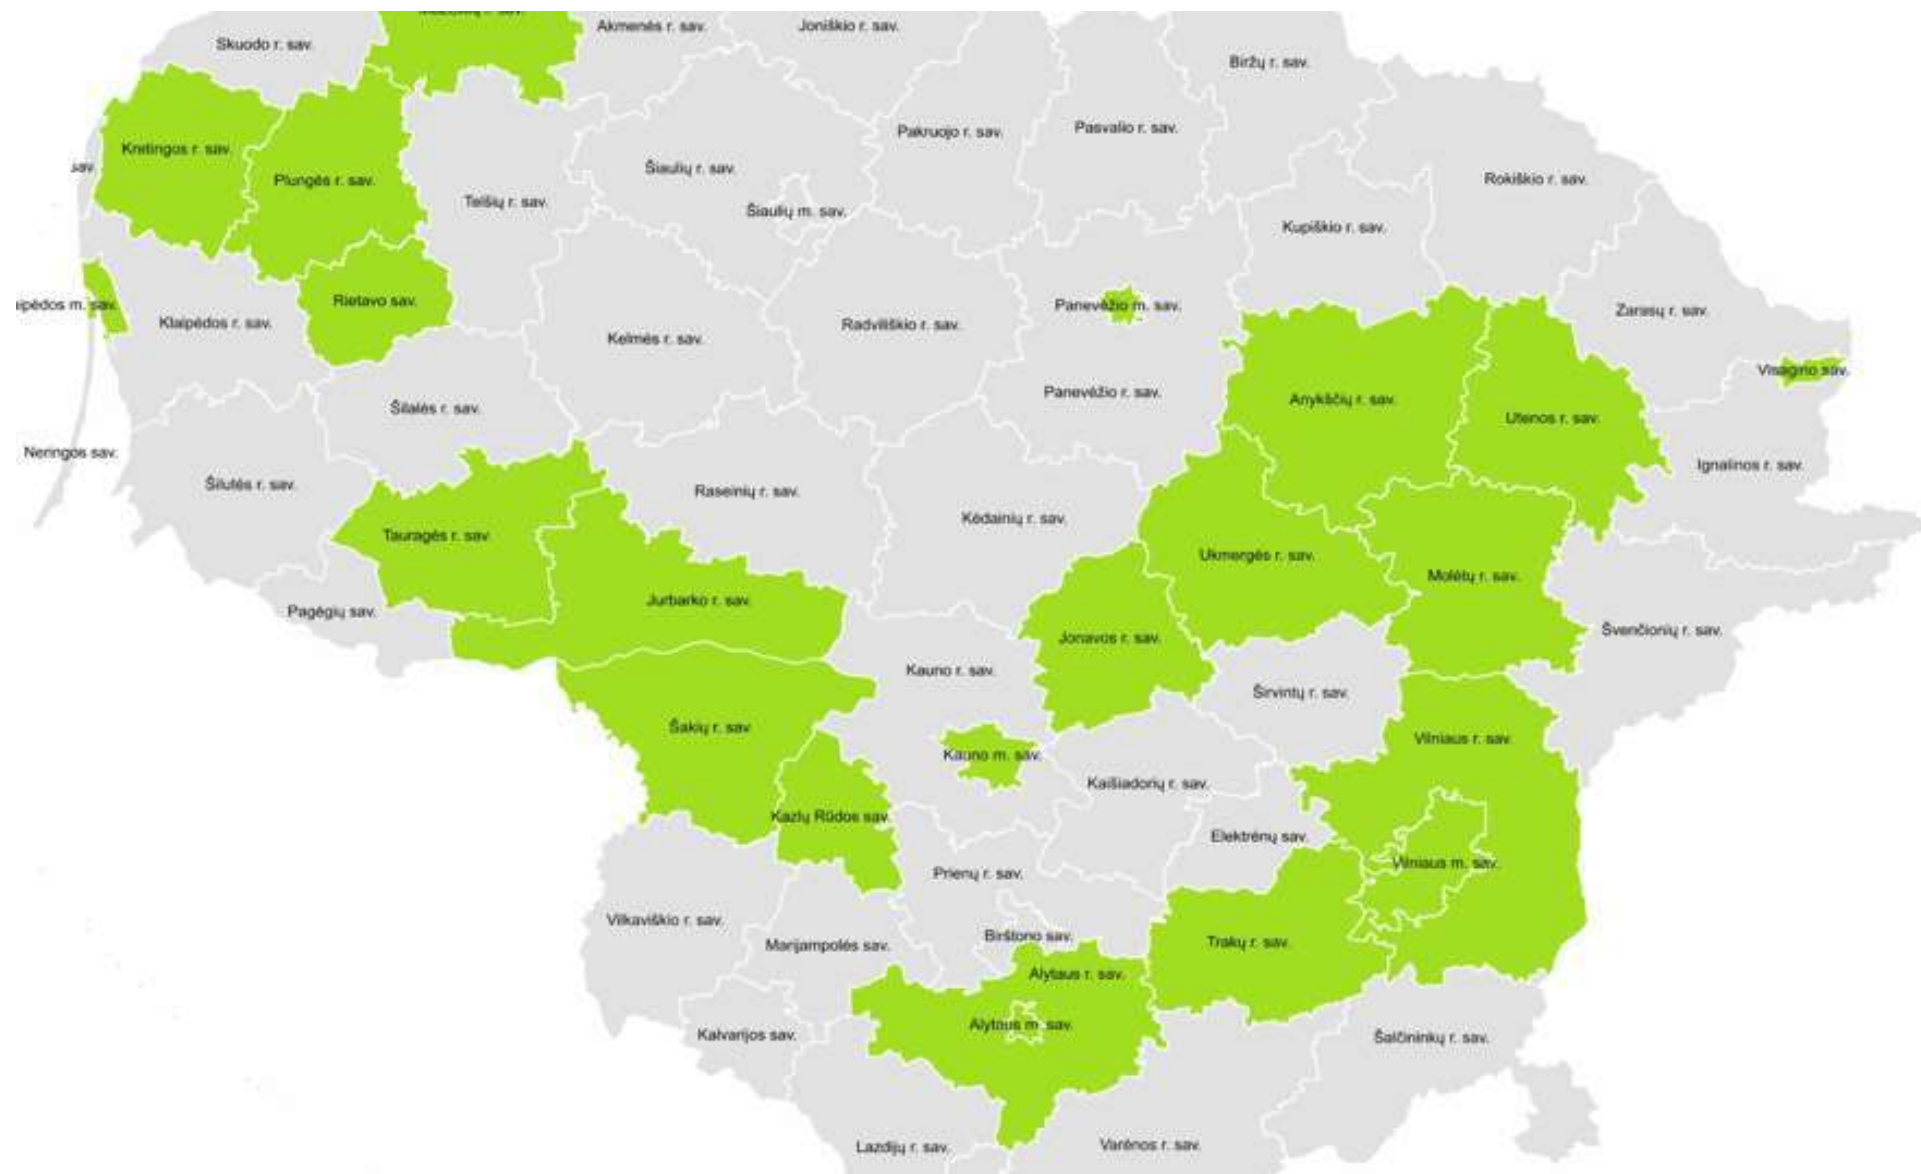 Skuodo r. sav.
Akmenės r. sav.
Joniškio r. sav.
Biržų r. sav.
Pakruojo r. sav.
Pasvalio r. sav.
Kretingos r. sav.
sav.
Plungės r. sav.
Šiaulių r. sav.
Rokiškio r. sav.
Telšių r. sav.
Šiaulių m. sav.
Kupiškio r. sav.
Rietavo sav.
ipėdos m. sav.
Panevėžio m. sav.
Zarasų r. sav.
Klaipėdos r. sav.
Radviliškio r. sav.
Kelmės r. sav.
Visagino sav.
Panevėžio r. sav.
Anykščių r. sav.
Šilalės r. sav.
Utenos r. sav.
Neringos sav.
Ignalinos r. sav.
Šilutės r. sav.
Raseinių r. sav.
Kėdainių r. sav.
Tauragės r. sav.
Ukmergės r. sav.
Molėtų r. sav.
Jurbarko r. sav.
Pagėgių sav.
Švenčionių r. sav.
Jonavos r. sav.
Kauno r. sav.
Širvintų r. sav.
Šakių r. sav.
Vilniaus r. sav.
Kauno m. sav.
Kaišiadorių r. sav.
Kazlų Rūdos sav.
Elektrėnų sav.
Vilniaus m. sav.
Prienų r. sav.
Vilkaviškio r. sav.
Birštono sav.
Marijampolės sav.
Trakų r. sav.
Alytaus r. sav.
Alytaus m. sav.
Kalvarijos sav.
Šalčininkų r. sav.
Lazdijų r. sav.
Varėnos r. sav.